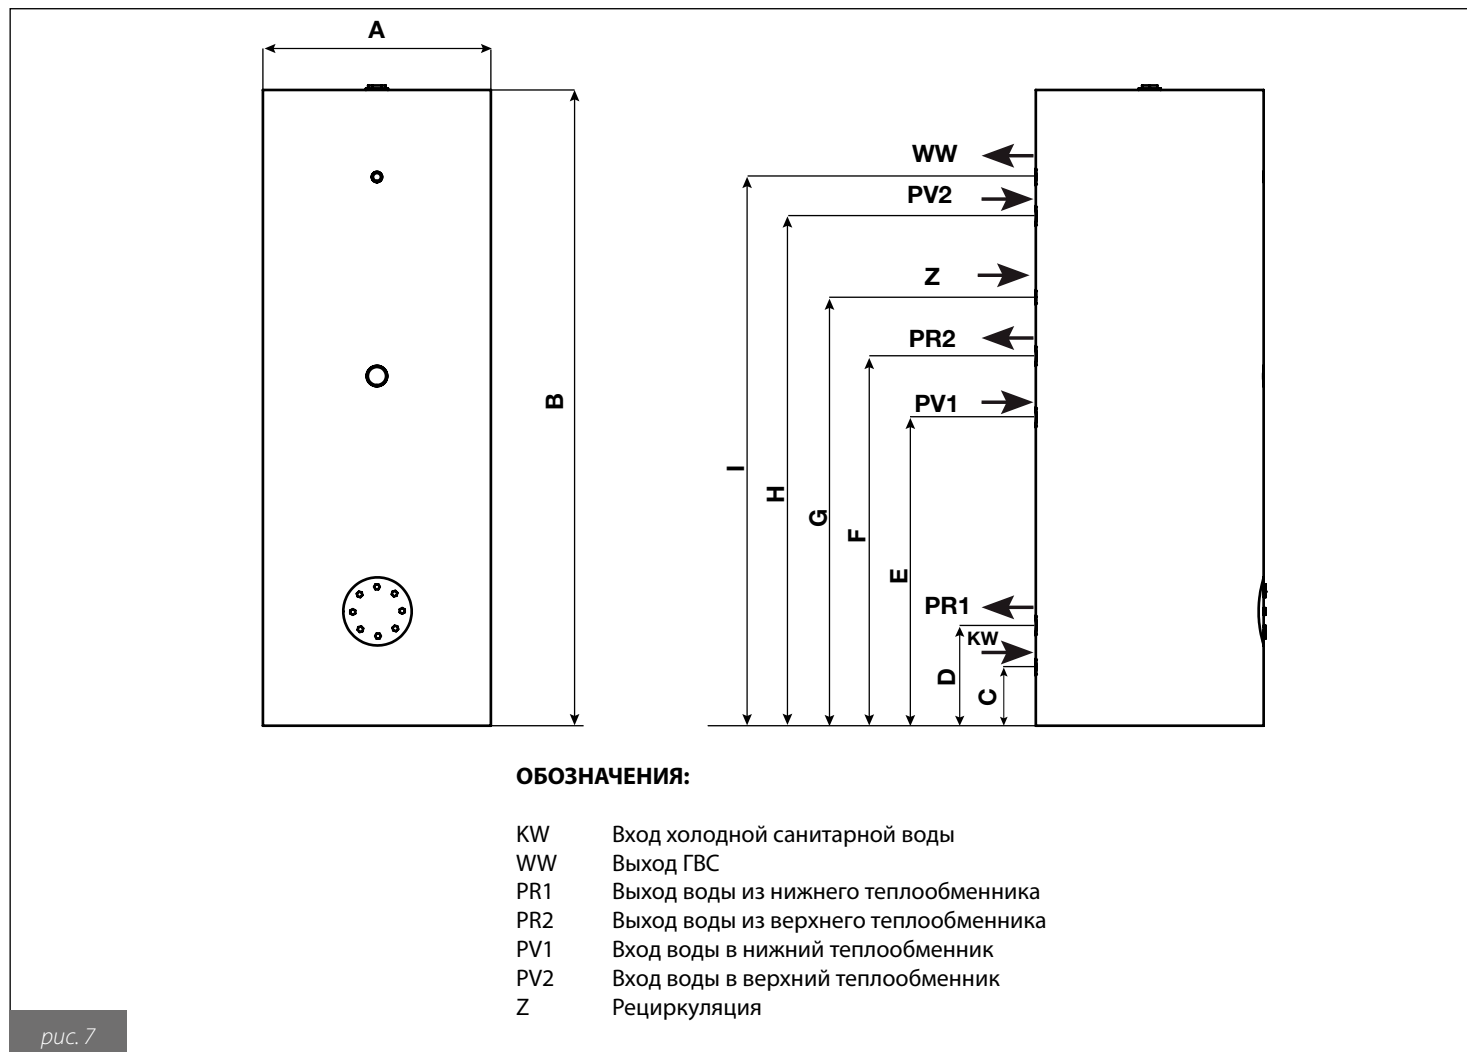 A
B
WW
PV2
Z
PR2
PV1
I
H
G
F
E
PR1
KW
D
C
ОБОЗНАЧЕНИЯ:
KW Вход холодной санитарной воды
WW Выход ГВС
PR1 Выход воды из нижнего теплообменника
PR2 Выход воды из верхнего теплообменника
PV1 Вход воды в нижний теплообменник
PV2 Вход воды в верхний теплообменник
Z Рециркуляция
рис. 7